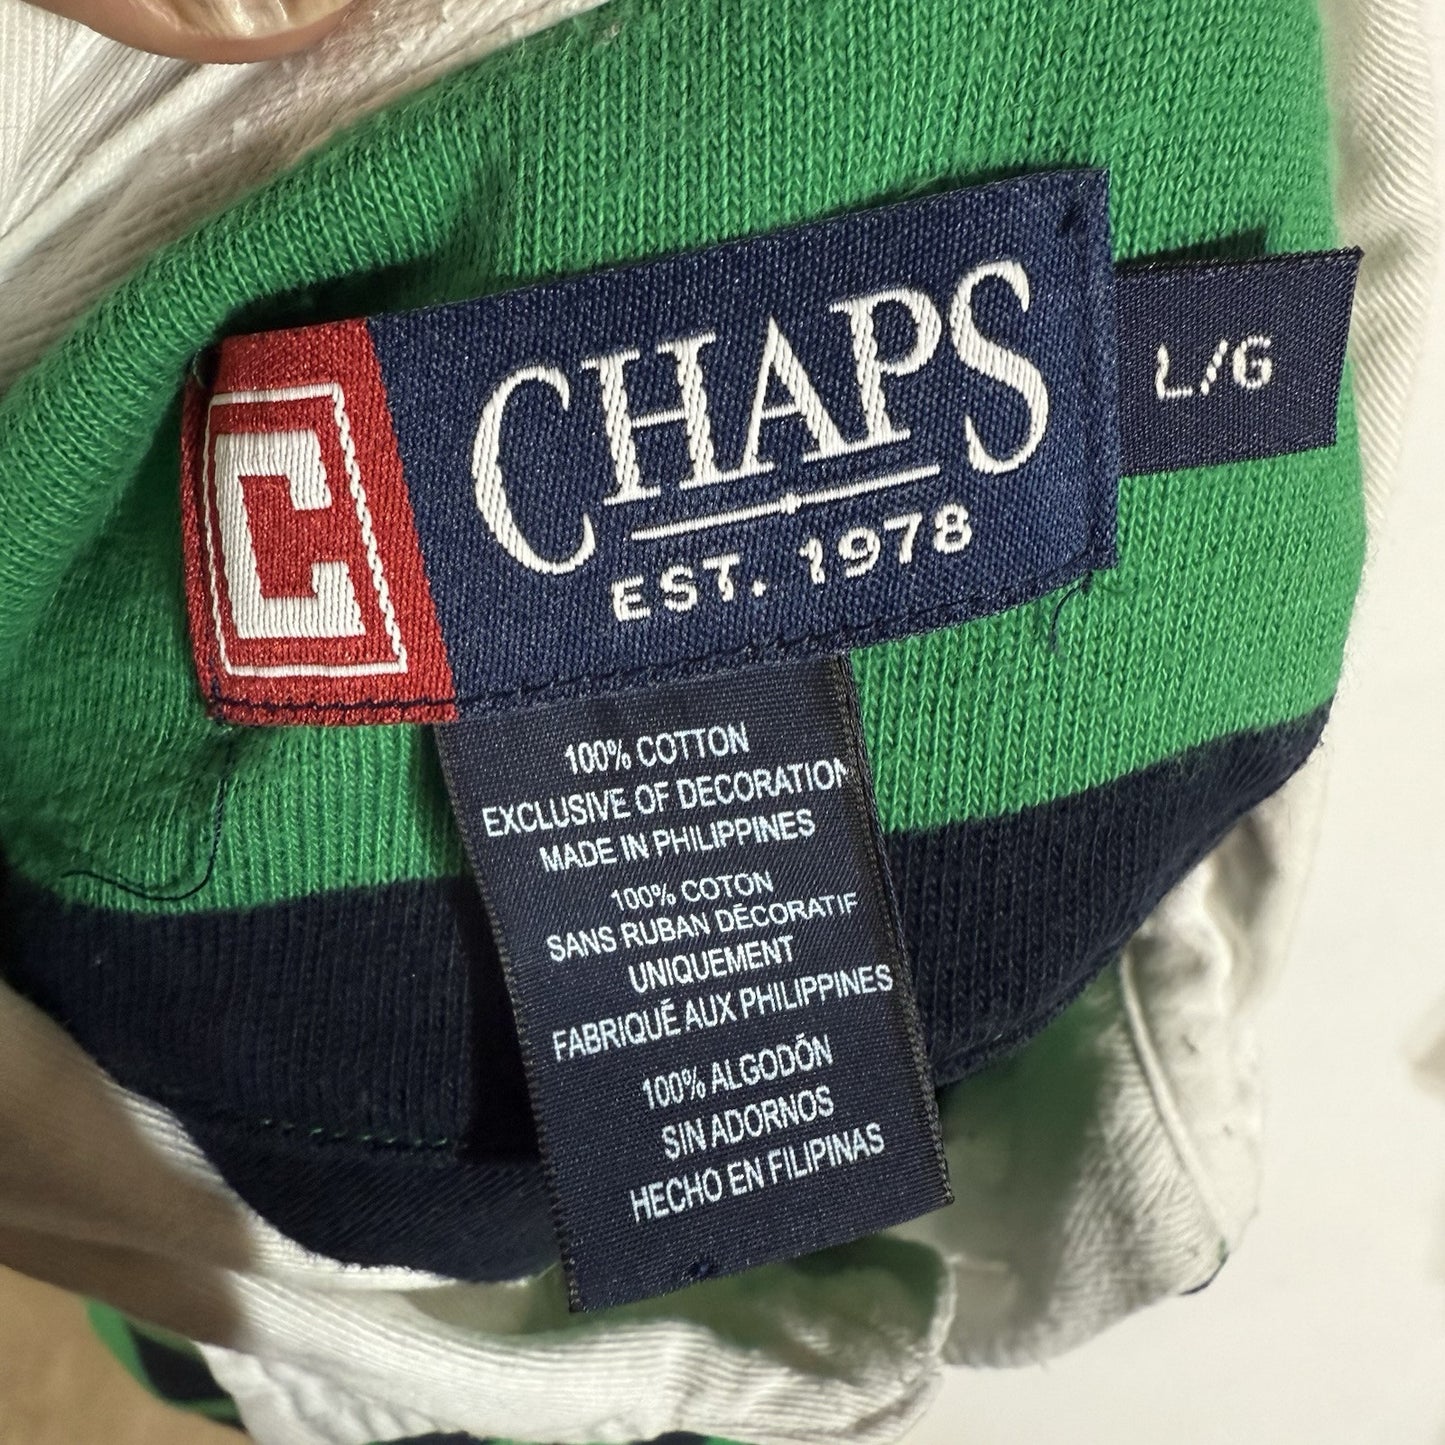 C
CHAPS
EST. 1978
L/G
100% COTTON
EXCLUSIVE OF DECORATION
MADE IN PHILIPPINES
100% COTON
SANS RUBAN DÉCORATIF
UNIQUEMENT
FABRIQUÉ AUX PHILIPPINES
100% ALGODÓN
SIN ADORNOS
HECHO EN FILIPINAS